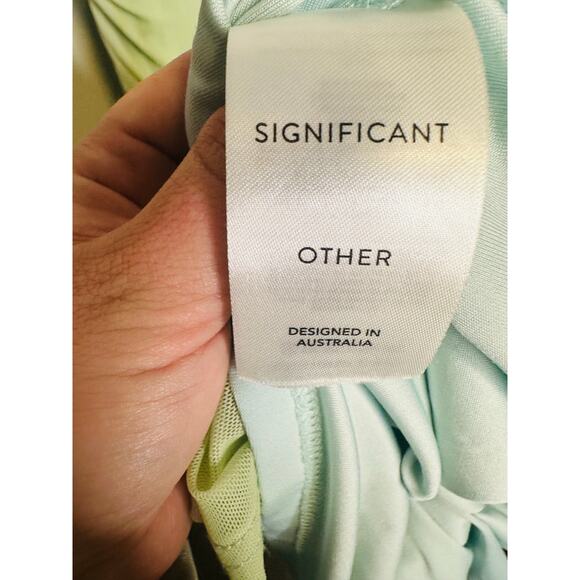 SIGNIFICANT
OTHER
DESIGNED IN
AUSTRALIA